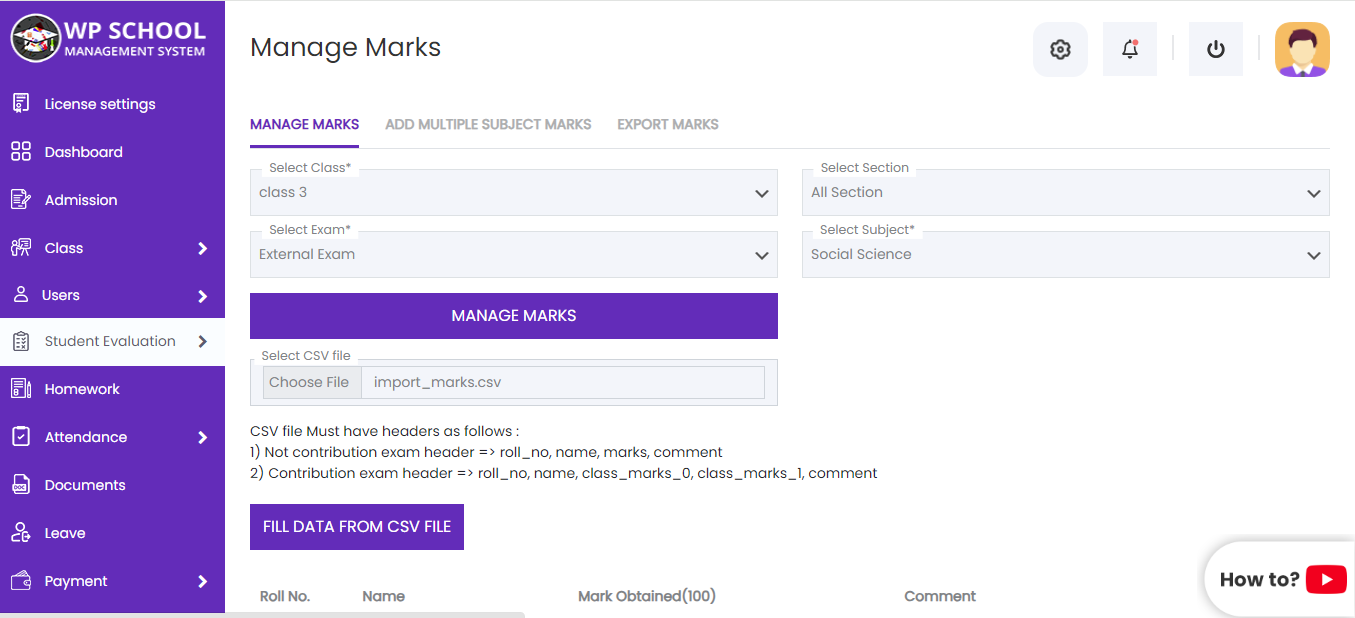 WP SCHOOL
MANAGEMENT SYSTEM
License settings
Dashboard
Admission
Class
Users
Student Evaluation
Homework
Attendance
Documents
Leave
Payment
Manage Marks
MANAGE MARKS ADD MULTIPLE SUBJECT MARKS EXPORT MARKS
Select Class* Select Section
class 3 All Section
Select Exam* Select Subject*
External Exam Social Science
MANAGE MARKS
Select CSV file
Choose File import_marks.csv
CSV file Must have headers as follows :
1) Not contribution exam header => roll_no, name, marks, comment
2) Contribution exam header => roll_no, name, class_marks_0, class_marks_1, comment
FILL DATA FROM CSV FILE
Roll No. Name Mark Obtained(100) Comment
How to?